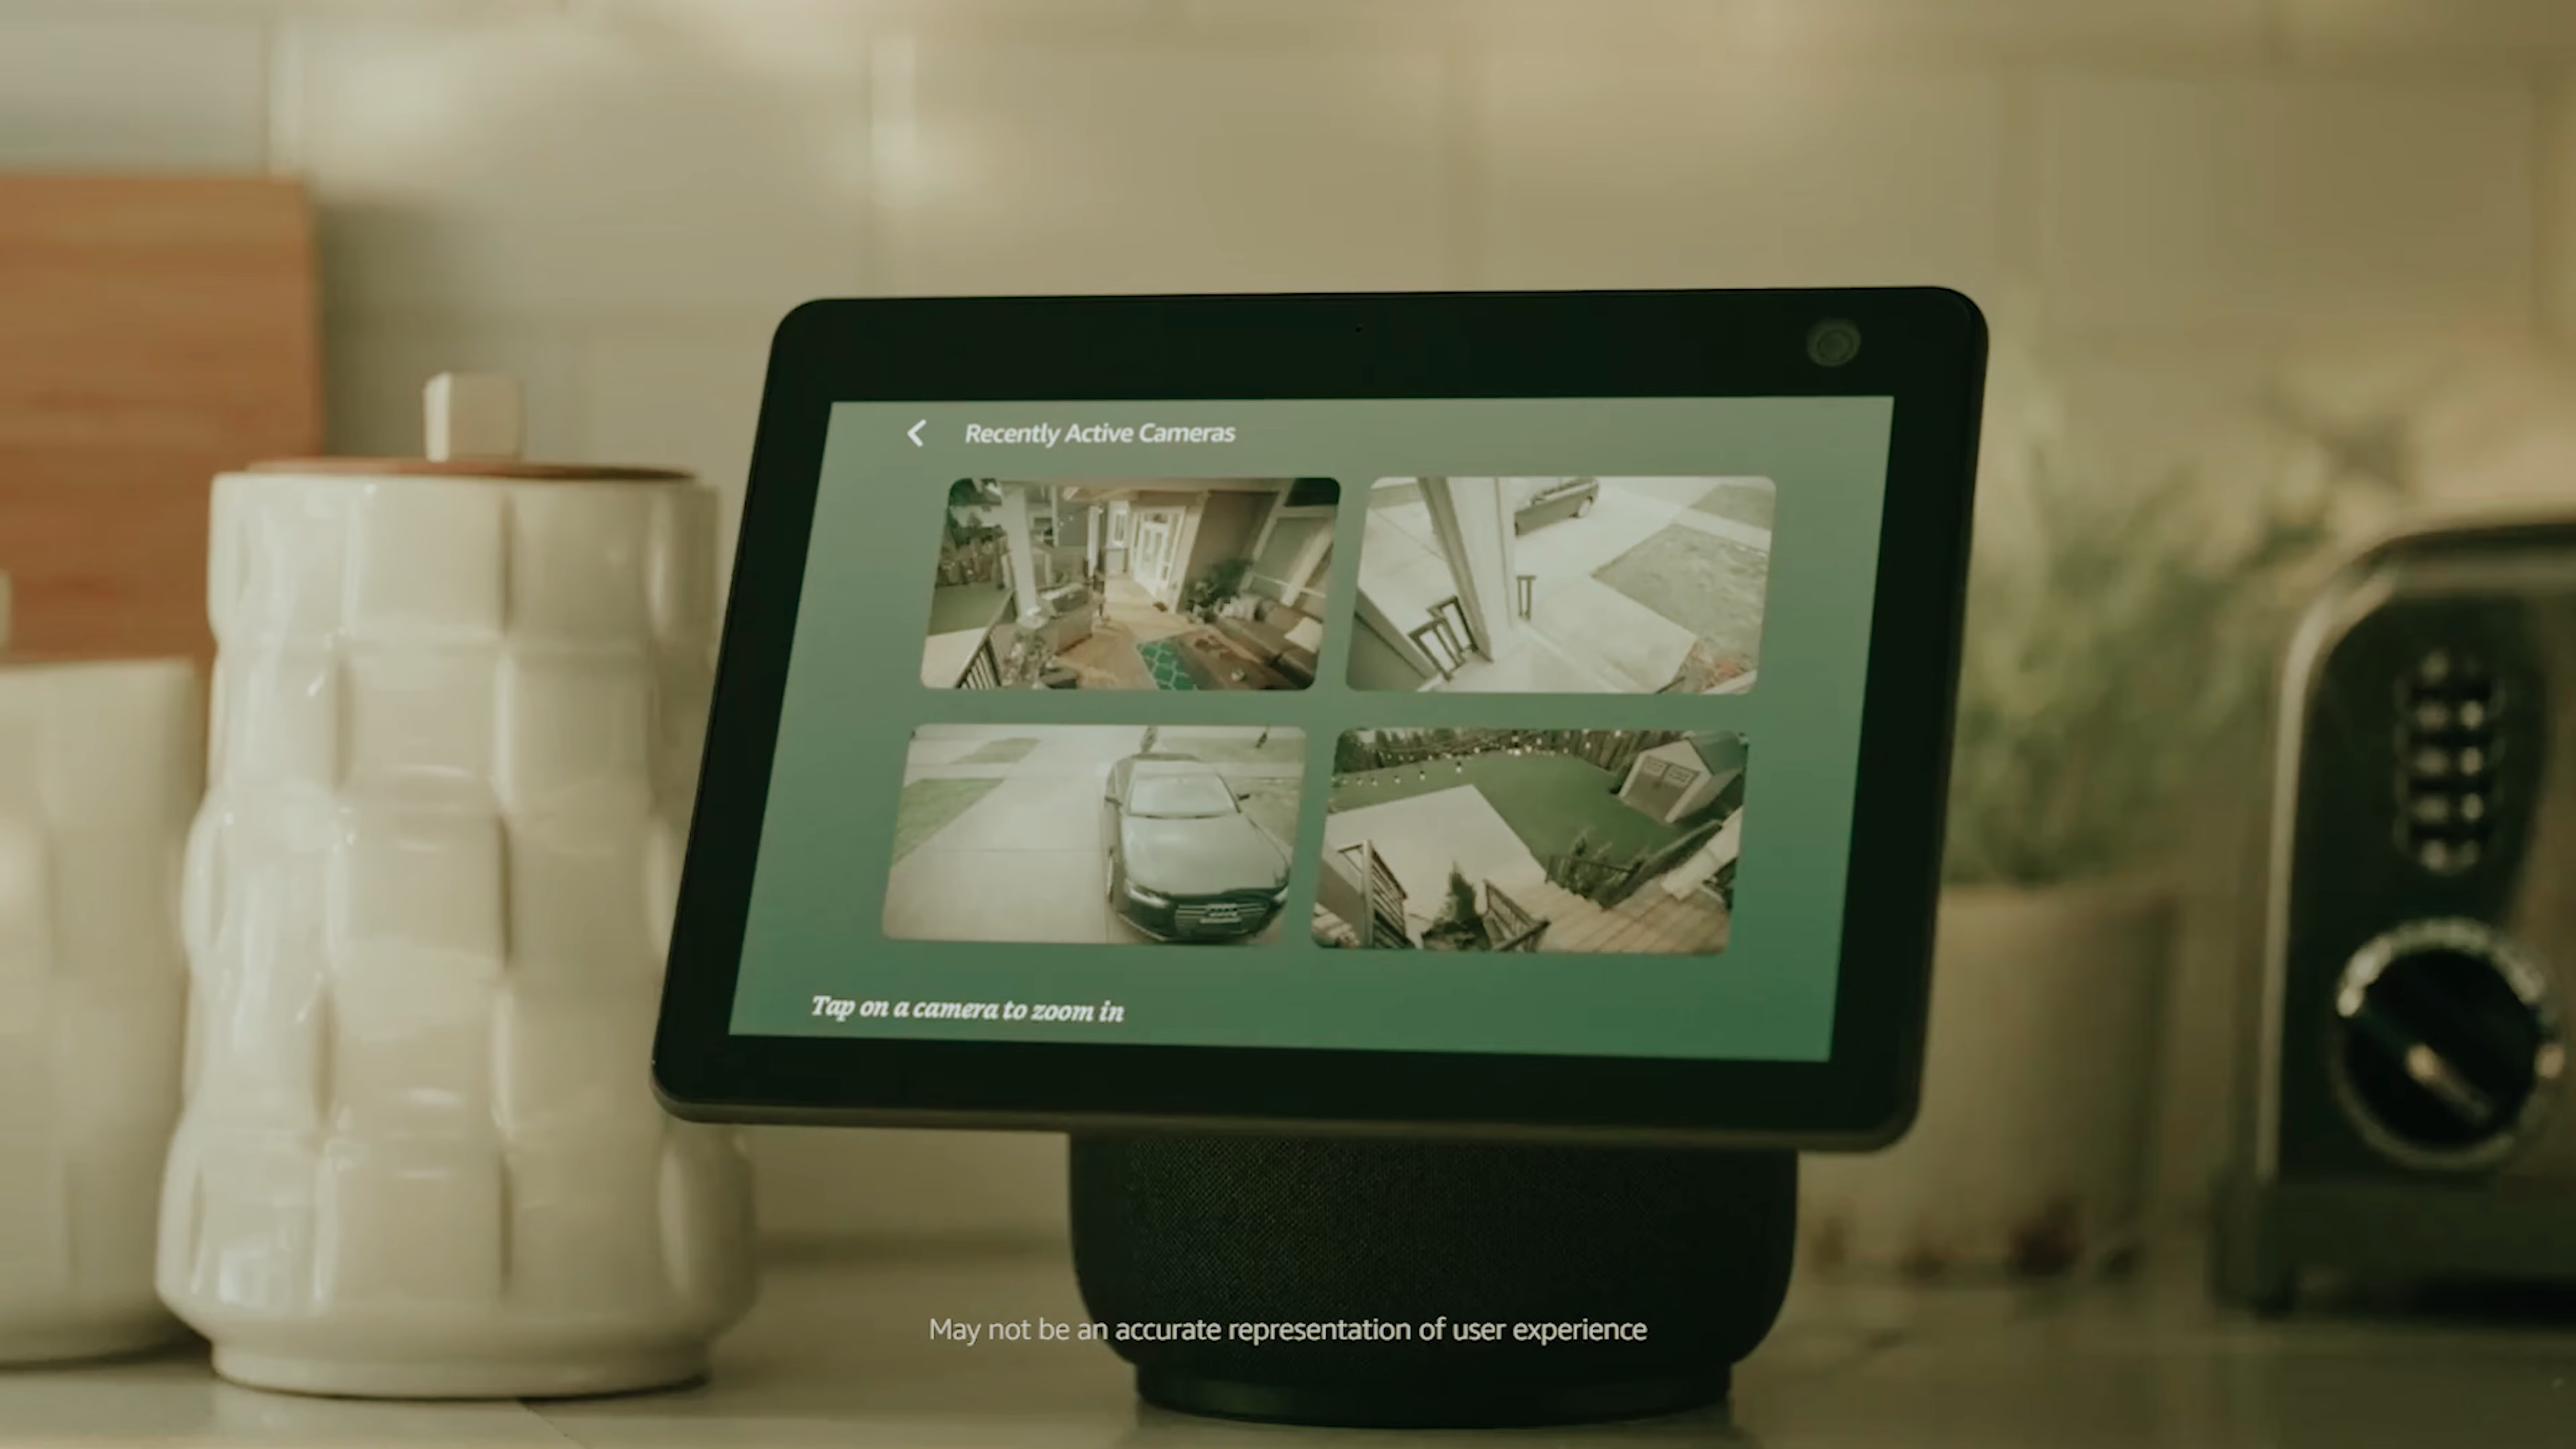 Recently Active Cameras
Tap on a camera to zoom in
May not be an accurate representation of user experience